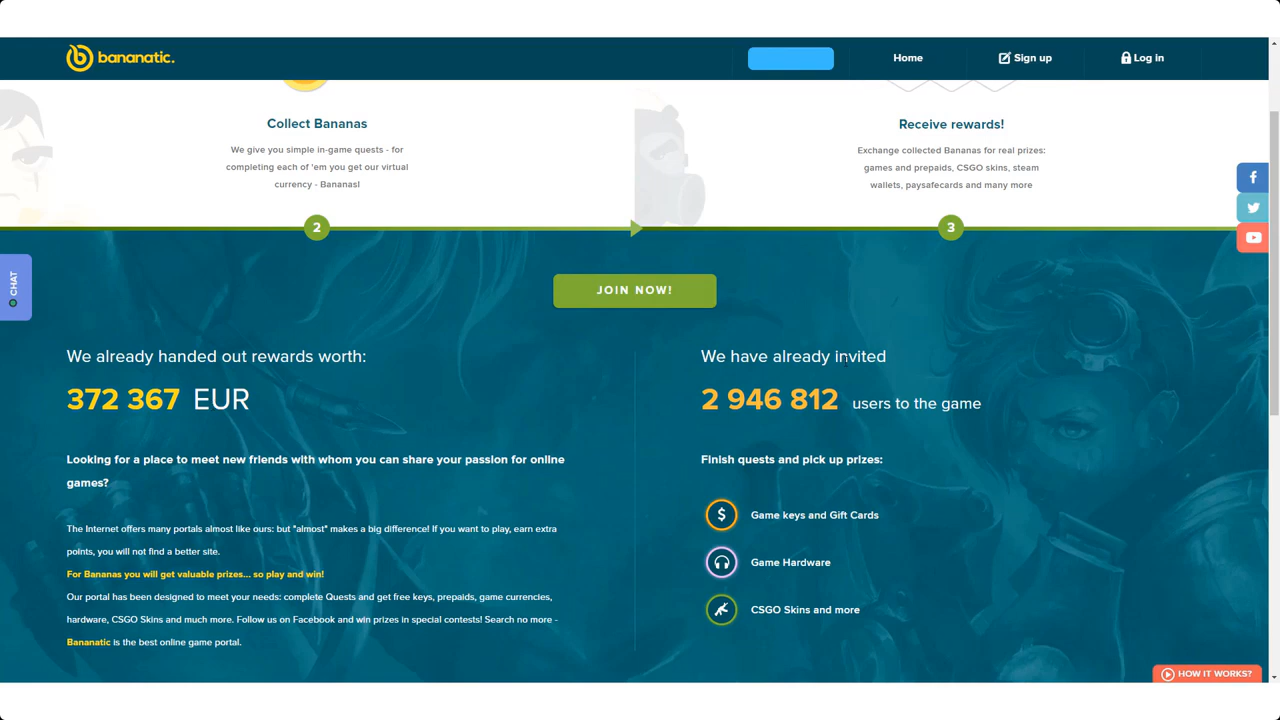 bananatic.
Home
Sign up
Log in
Collect Bananas
We give you simple in-game quests - for
completing each of 'em you get our virtual
currency - Bananas!
Receive rewards!
Exchange collected Bananas for real prizes:
games and prepaids, CSGO skins, steam
wallets, paysafecards and many more
2
3
CHAT
JOIN NOW!
We already handed out rewards worth:
372 367 EUR
Looking for a place to meet new friends with whom you can share your passion for online
games?
The Internet offers many portals almost like ours: but "almost" makes a big difference! If you want to play, earn extra
points, you will not find a better site.
For Bananas you will get valuable prizes... so play and win!
Our portal has been designed to meet your needs: complete Quests and get free keys, prepaids, game currencies,
hardware, CSGO Skins and much more. Follow us on Facebook and win prizes in special contests! Search no more -
Bananatic is the best online game portal.
We have already invited
2 946 812 users to the game
Finish quests and pick up prizes:
Game keys and Gift Cards
Game Hardware
CSGO Skins and more
HOW IT WORKS?